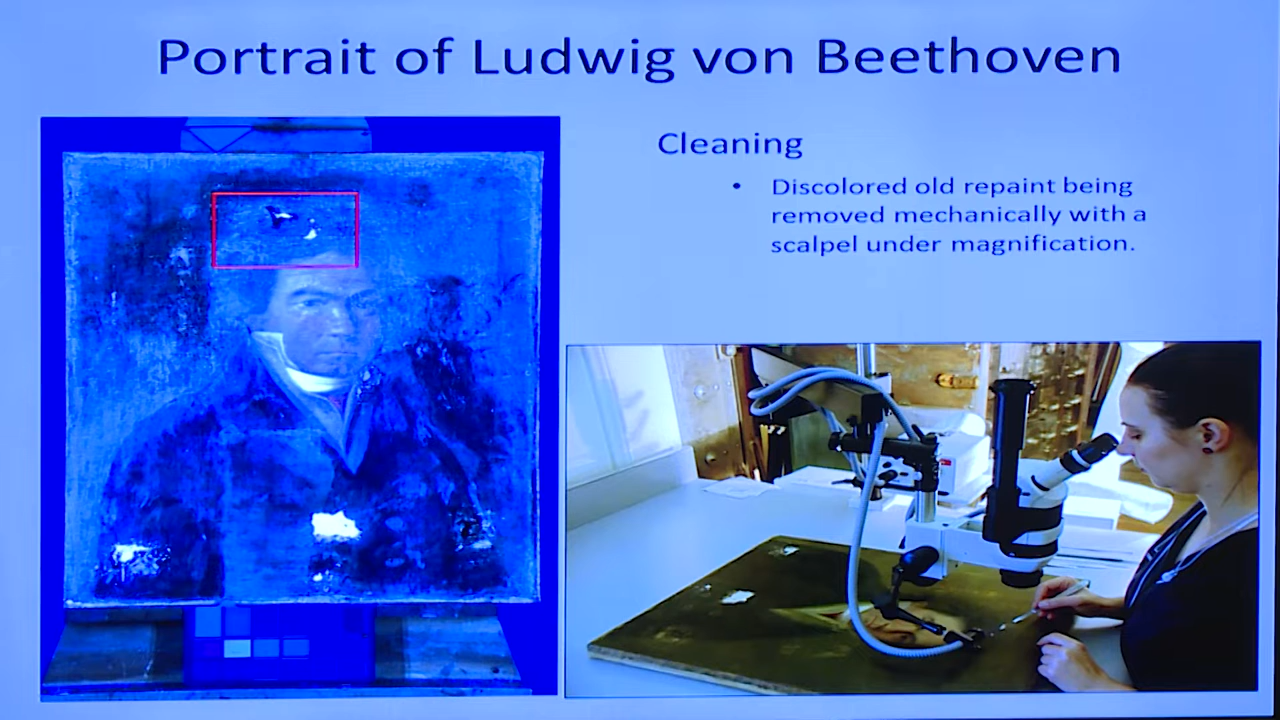 Portrait of Ludwig von Beethoven
Cleaning
• Discolored old repaint being
removed mechanically with a
scalpel under magnification.